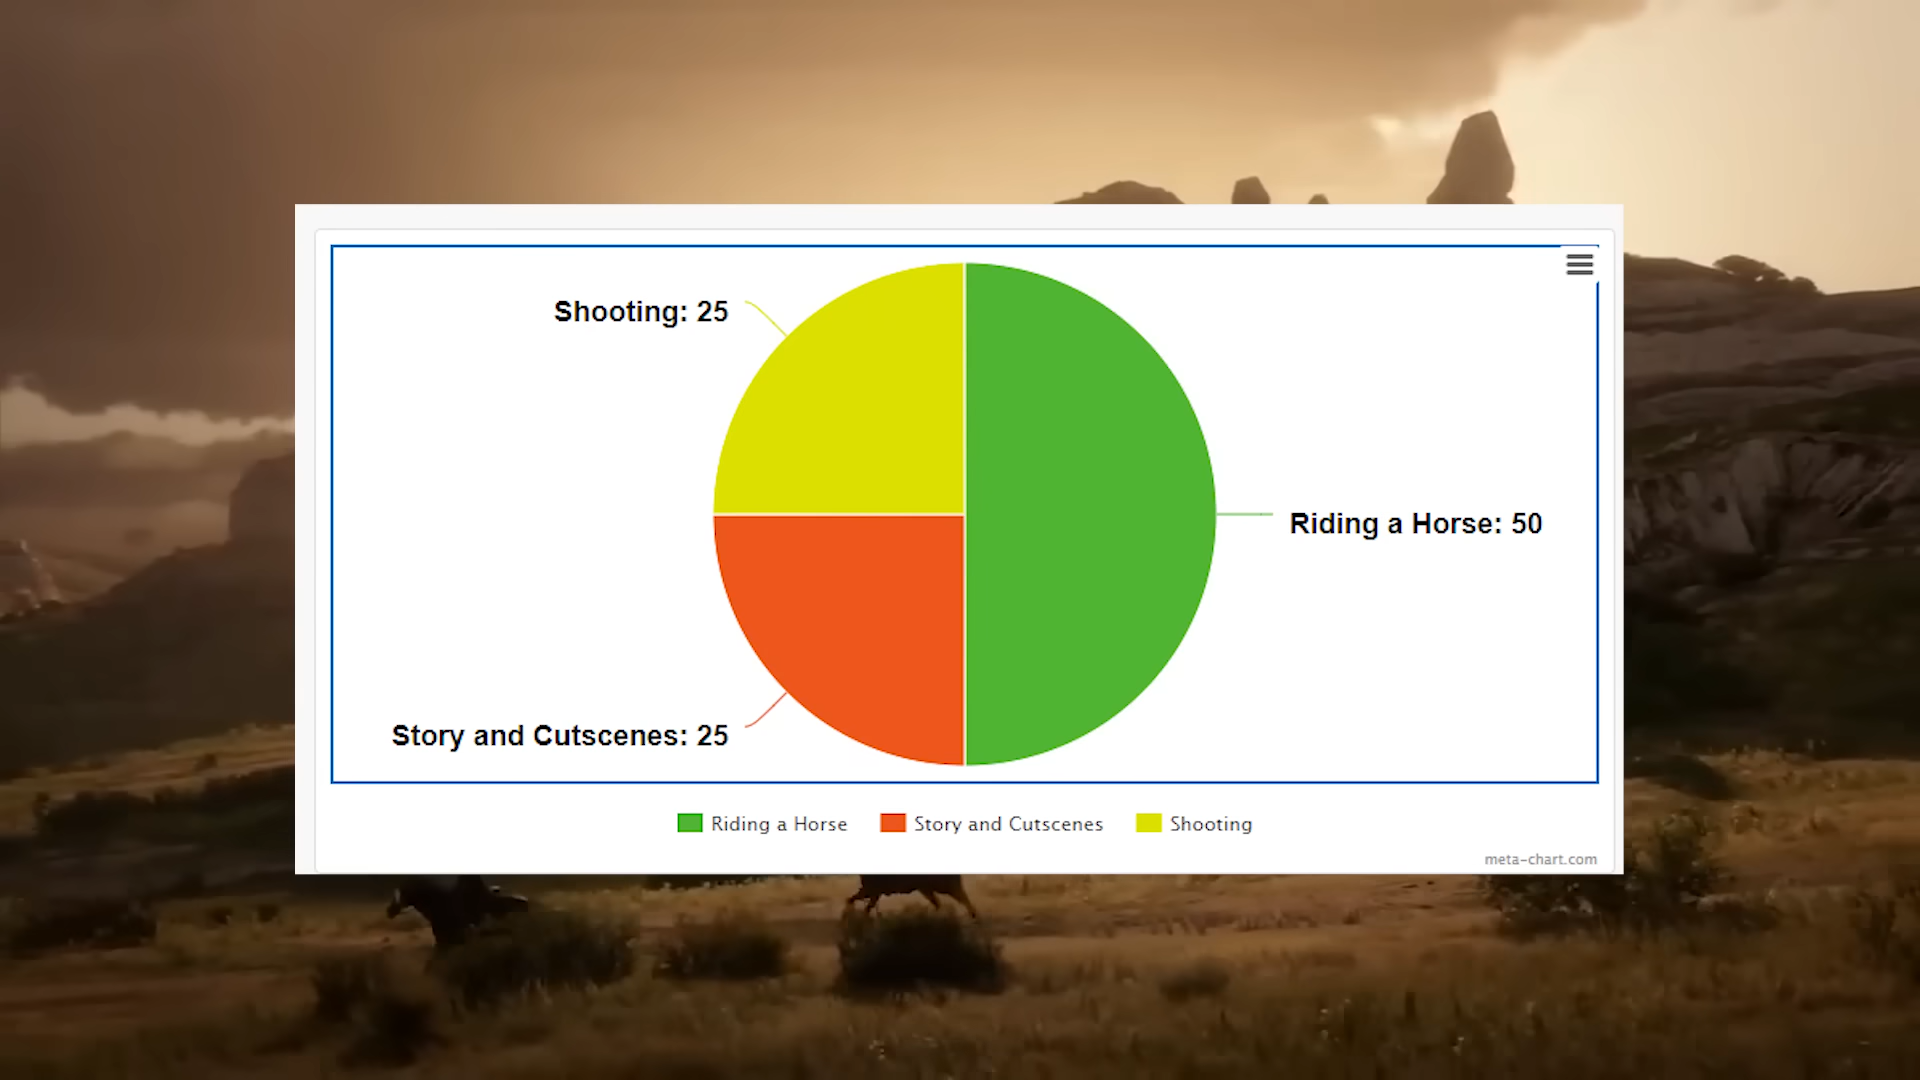 Shooting: 25
Riding a Horse: 50
Story and Cutscenes: 25
Riding a Horse
Story and Cutscenes
Shooting
meta-chart.com